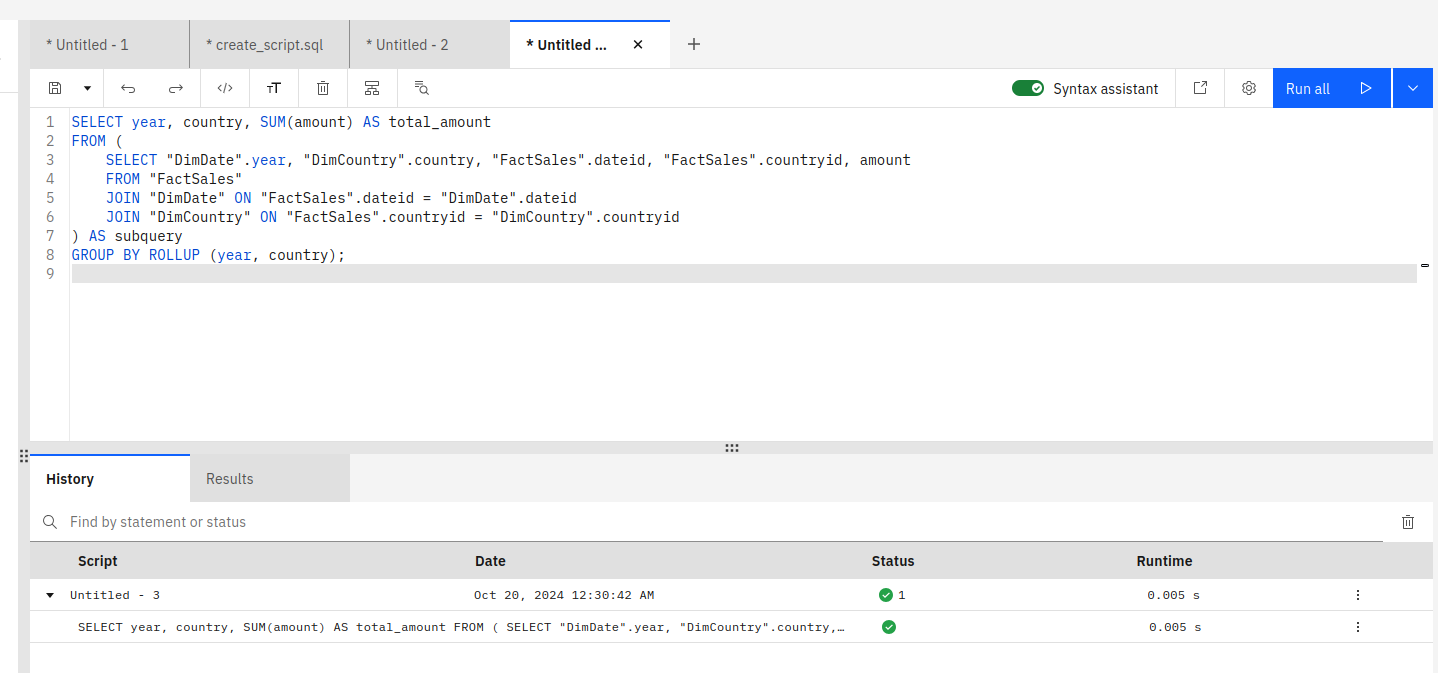 * Untitled - 1
* create_script.sql
* Untitled - 2
* Untitled ...
Syntax assistant
Run all
1 SELECT year, country, SUM(amount) AS total_amount
2 FROM (
3     SELECT "DimDate".year, "DimCountry".country, "FactSales".dateid, "FactSales".countryid, amount
4     FROM "FactSales"
5     JOIN "DimDate" ON "FactSales".dateid = "DimDate".dateid
6     JOIN "DimCountry" ON "FactSales".countryid = "DimCountry".countryid
7 ) AS subquery
8 GROUP BY ROLLUP (year, country);
9
History Results
Find by statement or status
Script Date Status Runtime
Untitled - 3 Oct 20, 2024 12:30:42 AM 1 0.005 s
SELECT year, country, SUM(amount) AS total_amount FROM ( SELECT "DimDate".year, "DimCountry".country,… 0.005 s